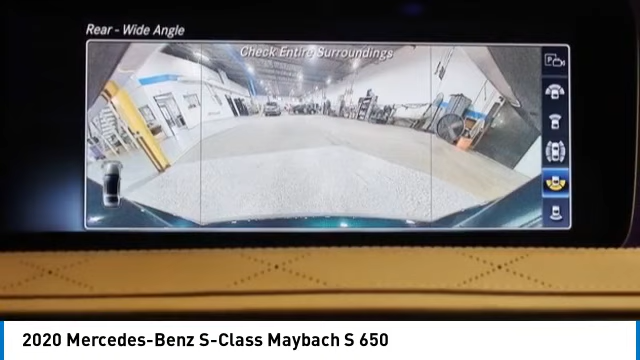 Rear - Wide Angle
Check Entire Surroundings
P
2020 Mercedes-Benz S-Class Maybach S 650